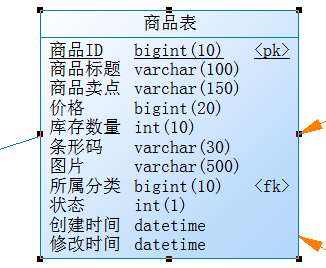 商品表
商品ID bigint(10) <pk>
商品标题 varchar(100)
商品卖点 varchar(150)
价格 bigint(20)
库存数量 int(10)
条形码 varchar(30)
图片 varchar(500)
所属分类 bigint(10) <fk>
状态 int(1)
创建时间 datetime
修改时间 datetime